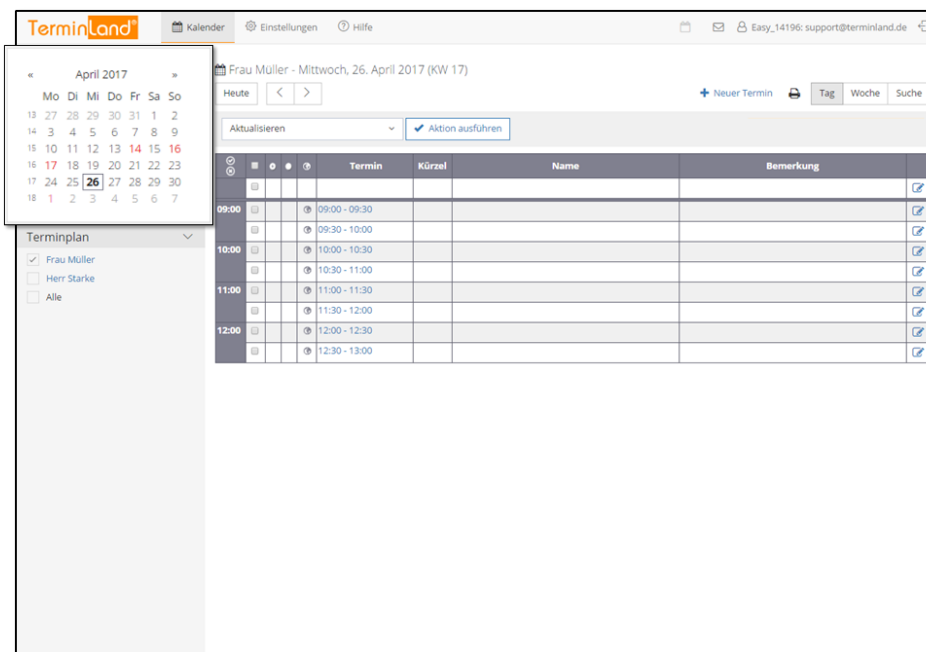 TerminLand®
Kalender Einstellungen Hilfe Easy_14196: support@terminland.de
« April 2017 »
Mo Di Mi Do Fr Sa So
13 27 28 29 30 31 1 2
14 3 4 5 6 7 8 9
15 10 11 12 13 14 15 16
16 17 18 19 20 21 22 23
17 24 25 26 27 28 29 30
18 1 2 3 4 5 6 7
Terminplan
Frau Müller
Herr Starke
Alle
Frau Müller - Mittwoch, 26. April 2017 (KW 17)
Heute < > + Neuer Termin Tag Woche Suche
Aktualisieren Aktion ausführen
Termin Kürzel Name Bemerkung
09:00 09:00 - 09:30
09:30 - 10:00
10:00 10:00 - 10:30
10:30 - 11:00
11:00 11:00 - 11:30
11:30 - 12:00
12:00 12:00 - 12:30
12:30 - 13:00